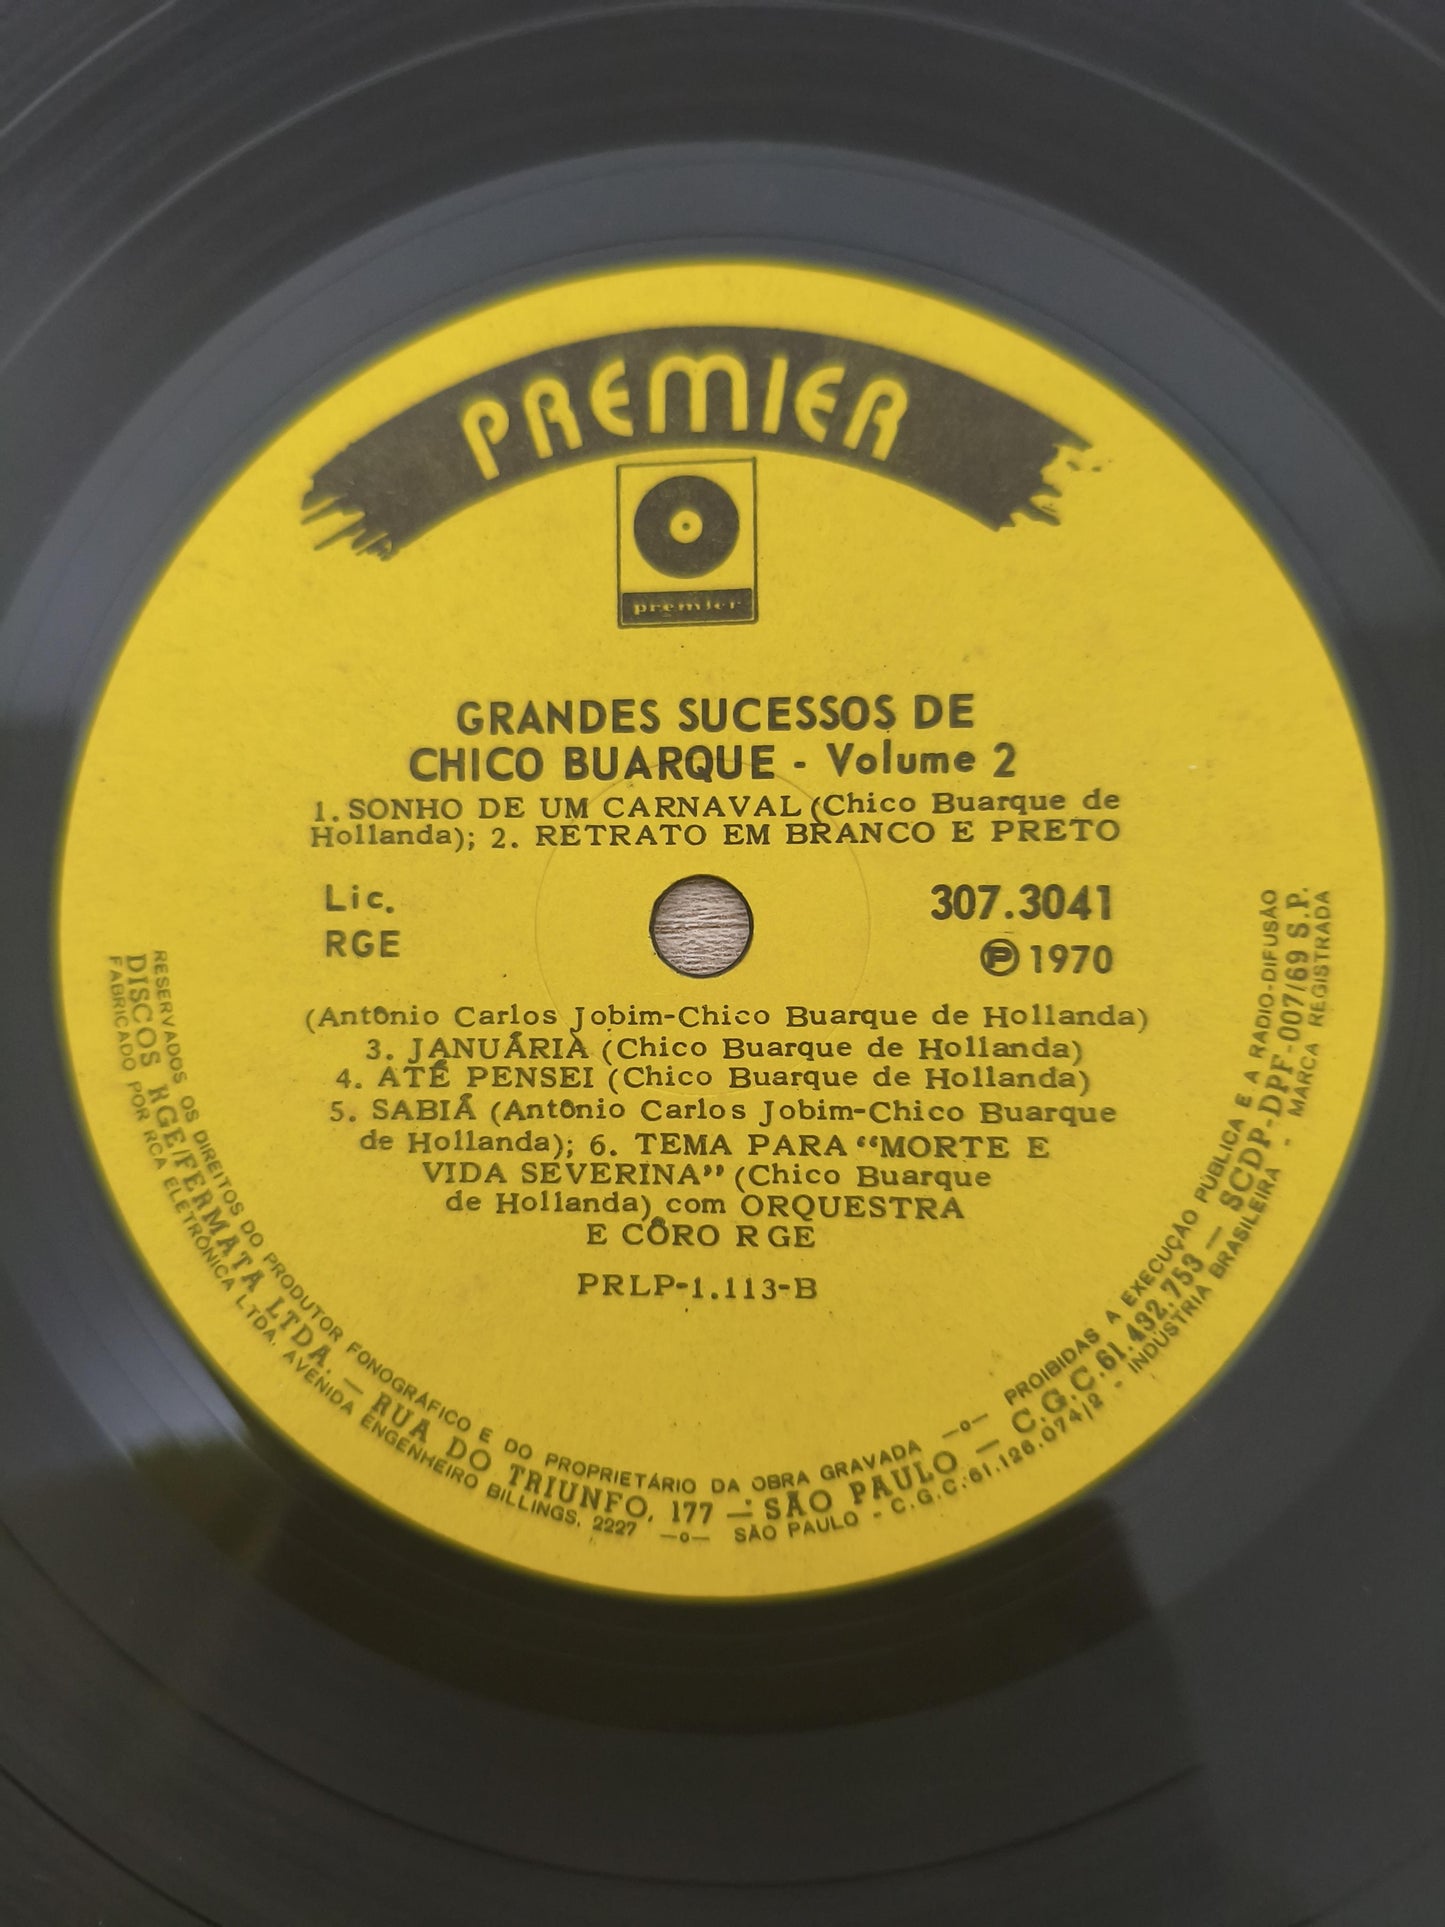 PREMIER
premier
GRANDES SUCESSOS DE
CHICO BUARQUE - Volume 2
1. SONHO DE UM CARNAVAL (Chico Buarque de
Hollanda); 2. RETRATO EM BRANCO E PRETO
Lic.
RGE
307.3041
Ⓟ 1970
(Antônio Carlos Jobim-Chico Buarque de Hollanda)
3. JANUÁRIA (Chico Buarque de Hollanda)
4. ATÉ PENSEI (Chico Buarque de Hollanda)
5. SABIÁ (Antônio Carlos Jobim-Chico Buarque
de Hollanda); 6. TEMA PARA “MORTE E
VIDA SEVERINA” (Chico Buarque
de Hollanda) com ORQUESTRA
E CÔRO RGE
PRLP-1.113-B
RESERVADOS OS DIREITOS DO PRODUTOR FONOGRÁFICO E DO PROPRIETÁRIO DA OBRA GRAVADA —o— PROIBIDAS A EXECUÇÃO PÚBLICA E A RADIO-DIFUSÃO
DISCOS RGE/FERMATA LTDA. — RUA DO TRIUNFO, 177 — SÃO PAULO — C.G.C. 61.432.753 — SCDP-DPF-007/69 S.P.
FABRICADO POR RCA ELETRÔNICA LTDA. AVENIDA ENGENHEIRO BILLINGS, 2227 —o— SÃO PAULO - C.G.C. 61.126.074/2 - INDÚSTRIA BRASILEIRA - MARCA REGISTRADA